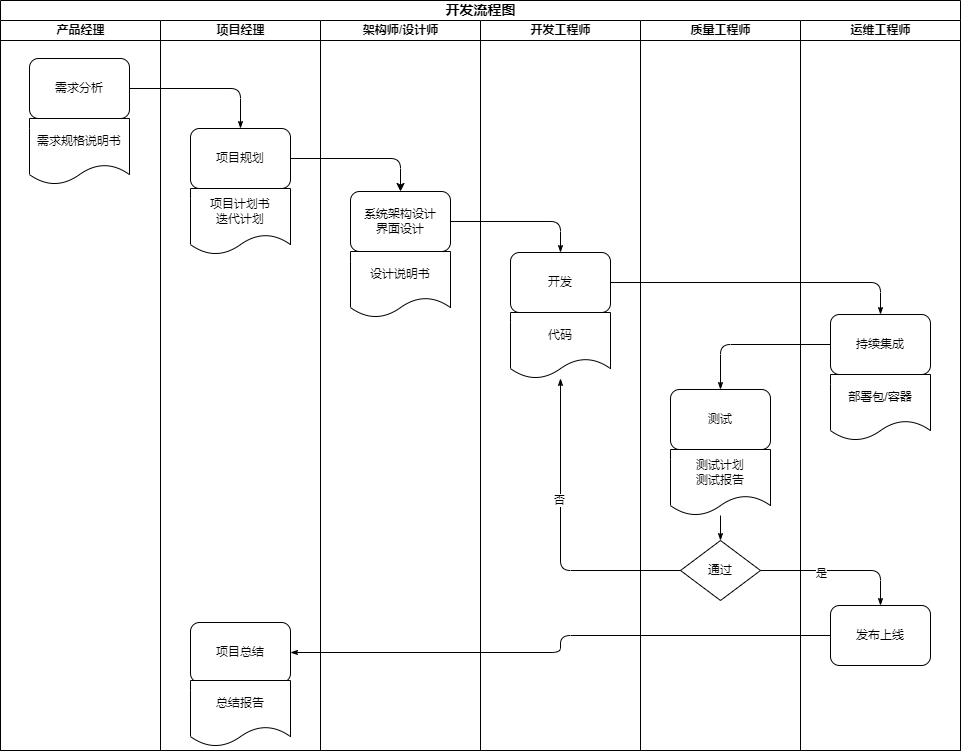 开发流程图
产品经理
项目经理
架构师/设计师
开发工程师
质量工程师
运维工程师
需求分析
需求规格说明书
项目规划
项目计划书
迭代计划
系统架构设计
界面设计
设计说明书
开发
代码
持续集成
部署包/容器
测试
测试计划
测试报告
否
通过
是
发布上线
项目总结
总结报告